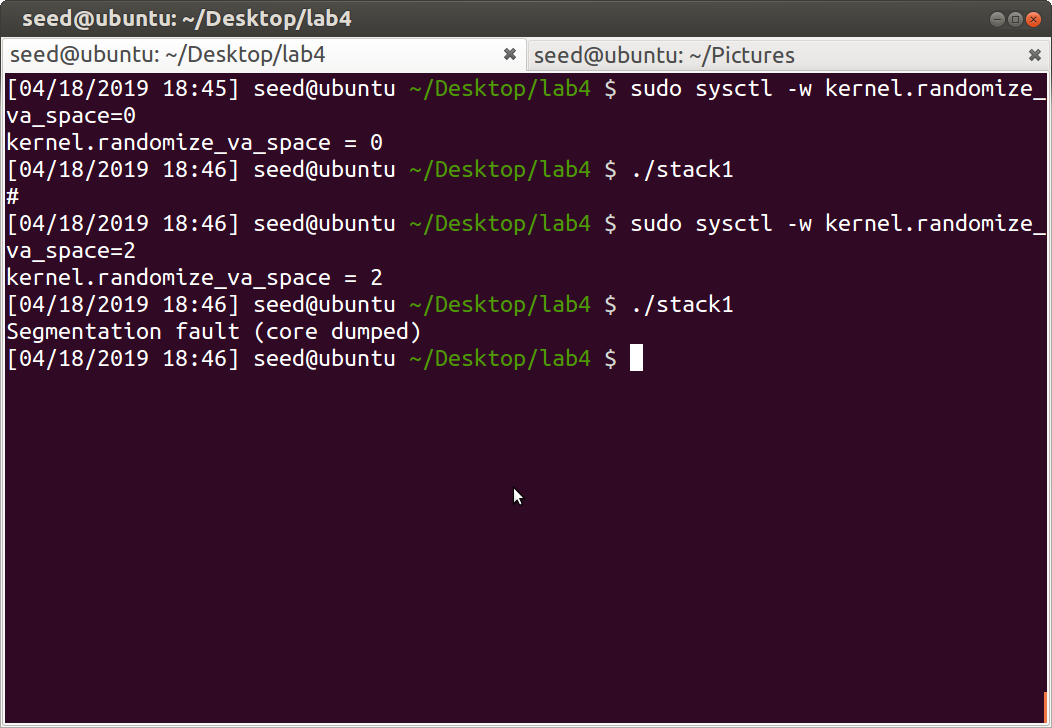 seed@ubuntu: ~/Desktop/lab4
seed@ubuntu: ~/Desktop/lab4
seed@ubuntu: ~/Pictures
[04/18/2019 18:45] seed@ubuntu ~/Desktop/lab4 $ sudo sysctl -w kernel.randomize_
va_space=0
kernel.randomize_va_space = 0
[04/18/2019 18:46] seed@ubuntu ~/Desktop/lab4 $ ./stack1
#
[04/18/2019 18:46] seed@ubuntu ~/Desktop/lab4 $ sudo sysctl -w kernel.randomize_
va_space=2
kernel.randomize_va_space = 2
[04/18/2019 18:46] seed@ubuntu ~/Desktop/lab4 $ ./stack1
Segmentation fault (core dumped)
[04/18/2019 18:46] seed@ubuntu ~/Desktop/lab4 $